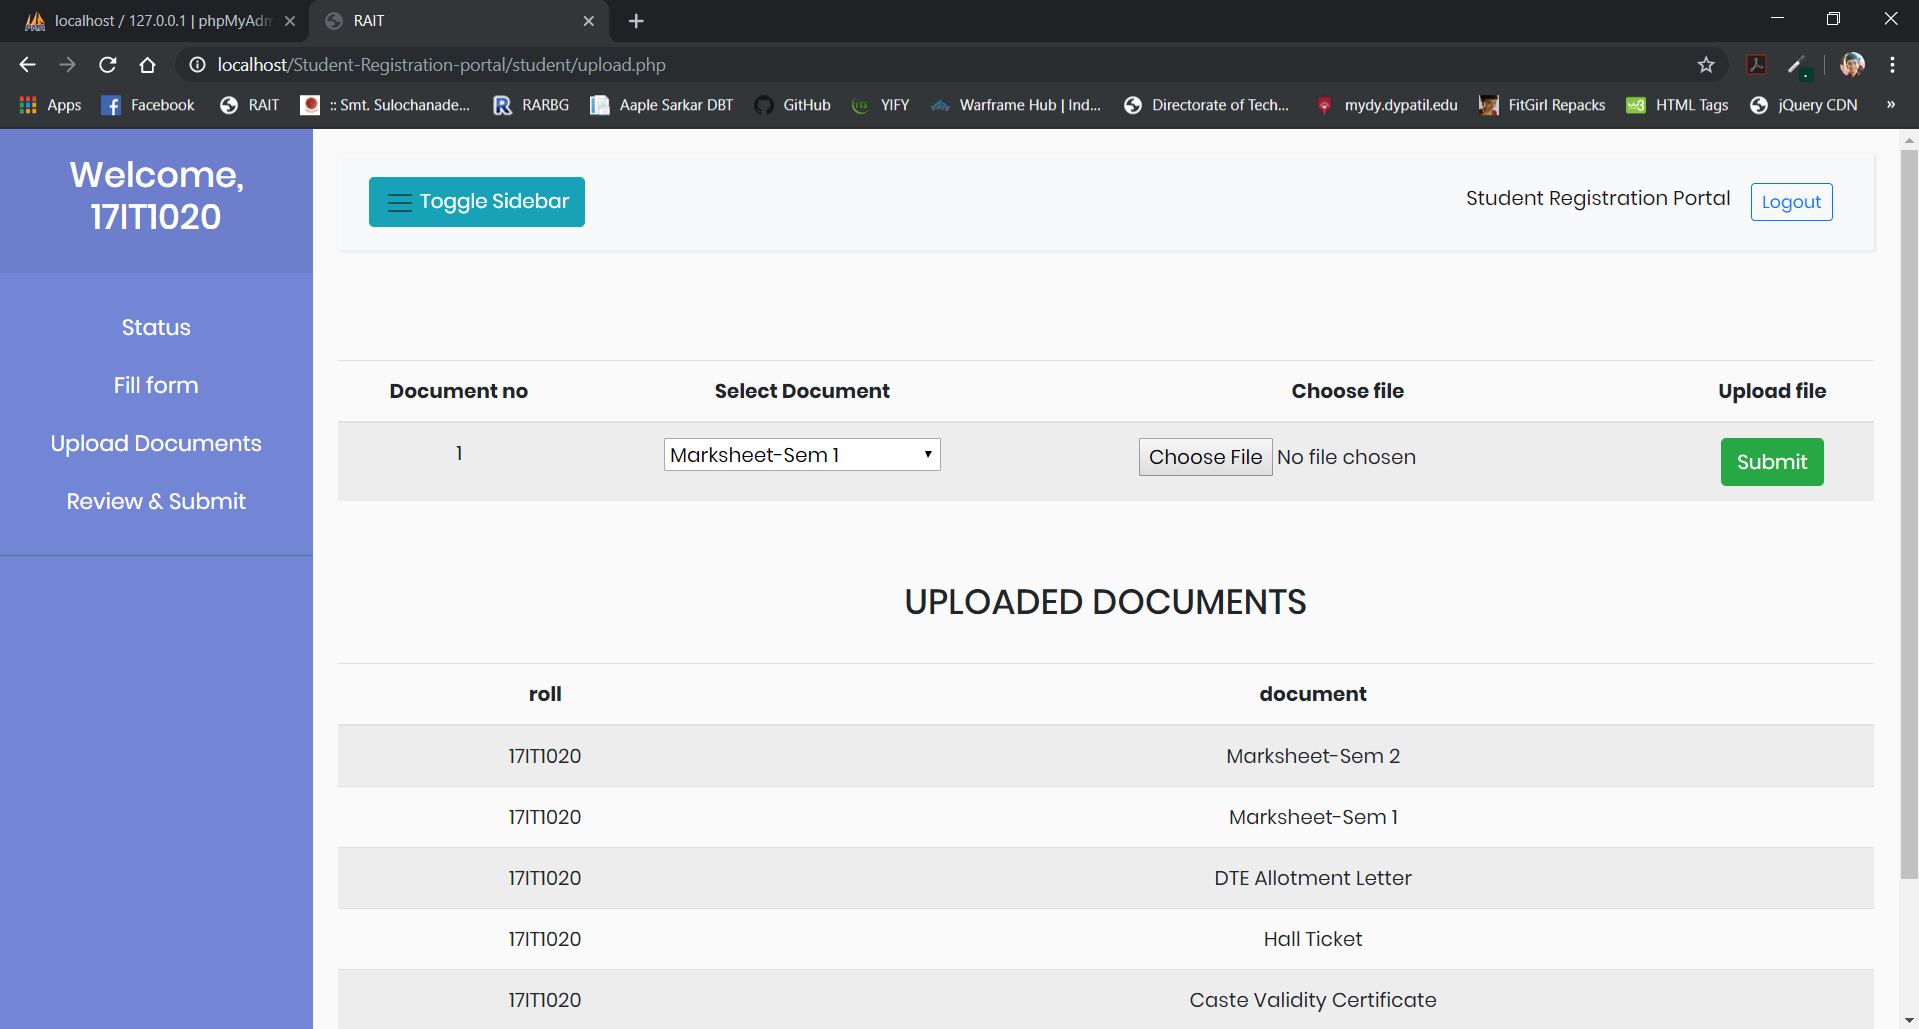 localhost / 127.0.0.1 | phpMyAdm
RAIT
localhost/Student-Registration-portal/student/upload.php
Apps Facebook RAIT :: Smt. Sulochanade... RARBG Aaple Sarkar DBT GitHub YIFY Warframe Hub | Ind... Directorate of Tech... mydy.dypatil.edu FitGirl Repacks HTML Tags jQuery CDN »
Welcome,
17IT1020
Toggle Sidebar
Student Registration Portal Logout
Status
Fill form
Upload Documents
Review & Submit
Document no Select Document Choose file Upload file
1 Marksheet-Sem 1 Choose File No file chosen Submit
UPLOADED DOCUMENTS
roll document
17IT1020 Marksheet-Sem 2
17IT1020 Marksheet-Sem 1
17IT1020 DTE Allotment Letter
17IT1020 Hall Ticket
17IT1020 Caste Validity Certificate